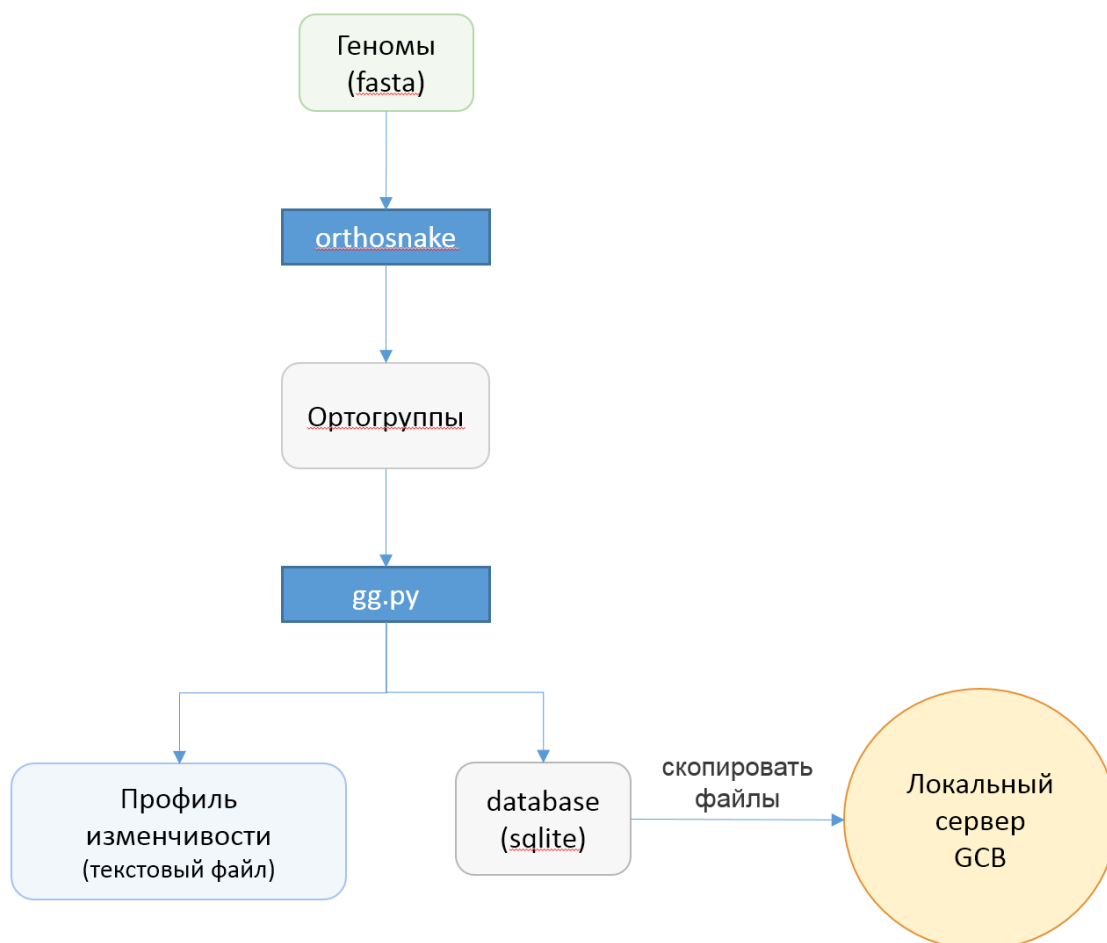 Геномы
(fasta)
orthosnake
Ортогруппы
gg.py
Профиль
изменчивости
(текстовый файл)
database
(sqlite)
скопировать
файлы
Локальный
сервер
GCB